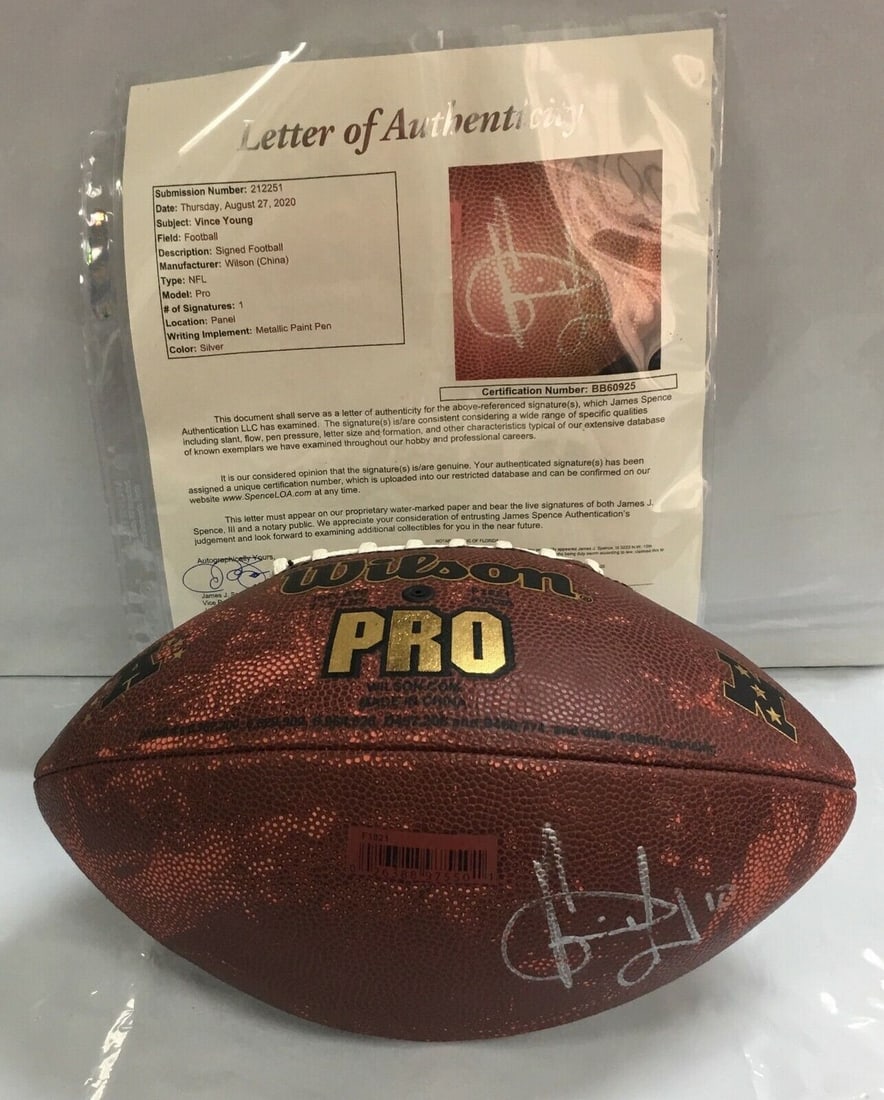 Letter of Authenticity
Submission Number: 212251
Date: Thursday, August 27, 2020
Subject: Vince Young
Field: Football
Description: Signed Football
Manufacturer: Wilson (China)
Type: NFL
Model: Pro
# of Signatures: 1
Location: Panel
Writing Implement: Metallic Paint Pen
Color: Silver
Certification Number: BB60925
This document shall serve as a letter of authenticity for the above-referenced signature(s), which James Spence
Authentication LLC has examined. The signature(s) is/are consistent considering a wide range of specific qualities
including slant, flow, pen pressure, letter size and formation, and other characteristics typical of our extensive database
of known exemplars we have examined throughout our hobby and professional careers.
It is our considered opinion that the signature(s) is/are genuine. Your authenticated signature(s) has been
assigned a unique certification number, which is uploaded into our restricted database and can be confirmed on our
website www.SpenceLOA.com at any time.
This letter must appear on our proprietary water-marked paper and bear the live signatures of both James J.
Spence, III and a notary public. We appreciate your consideration of entrusting James Spence Authentication's
judgement and look forward to examining additional collectibles for you in the near future.
Autographically Yours,
James J.
Vice
Wilson
PRO
WILSON.COM
MADE IN CHINA
F1821